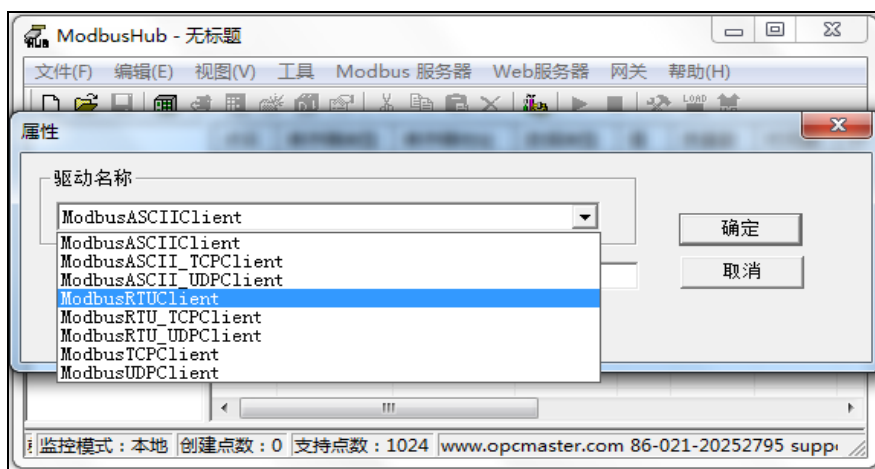 ModbusHub - 无标题
文件(F) 编辑(E) 视图(V) 工具 Modbus 服务器 Web服务器 网关 帮助(H)
LOAD
属性
驱动名称
ModbusASCIIClient
确定
ModbusASCIIClient
ModbusASCII_TCPClient
ModbusASCII_UDPClient
取消
ModbusRTUClient
ModbusRTU_TCPClient
ModbusRTU_UDPClient
ModbusTCPClient
ModbusUDPClient
监控模式：本地 创建点数：0 支持点数：1024 www.opcmaster.com 86-021-20252795